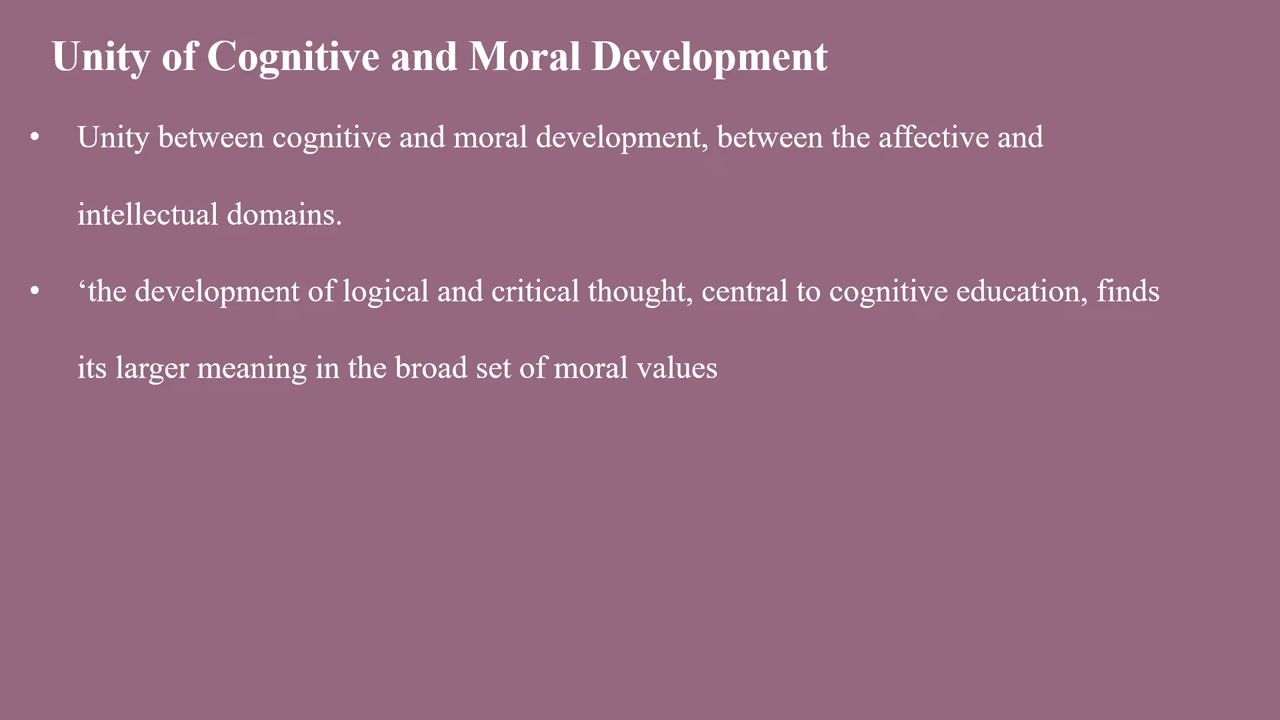 Unity of Cognitive and Moral Development
• Unity between cognitive and moral development, between the affective and
intellectual domains.
• ‘the development of logical and critical thought, central to cognitive education, finds
its larger meaning in the broad set of moral values